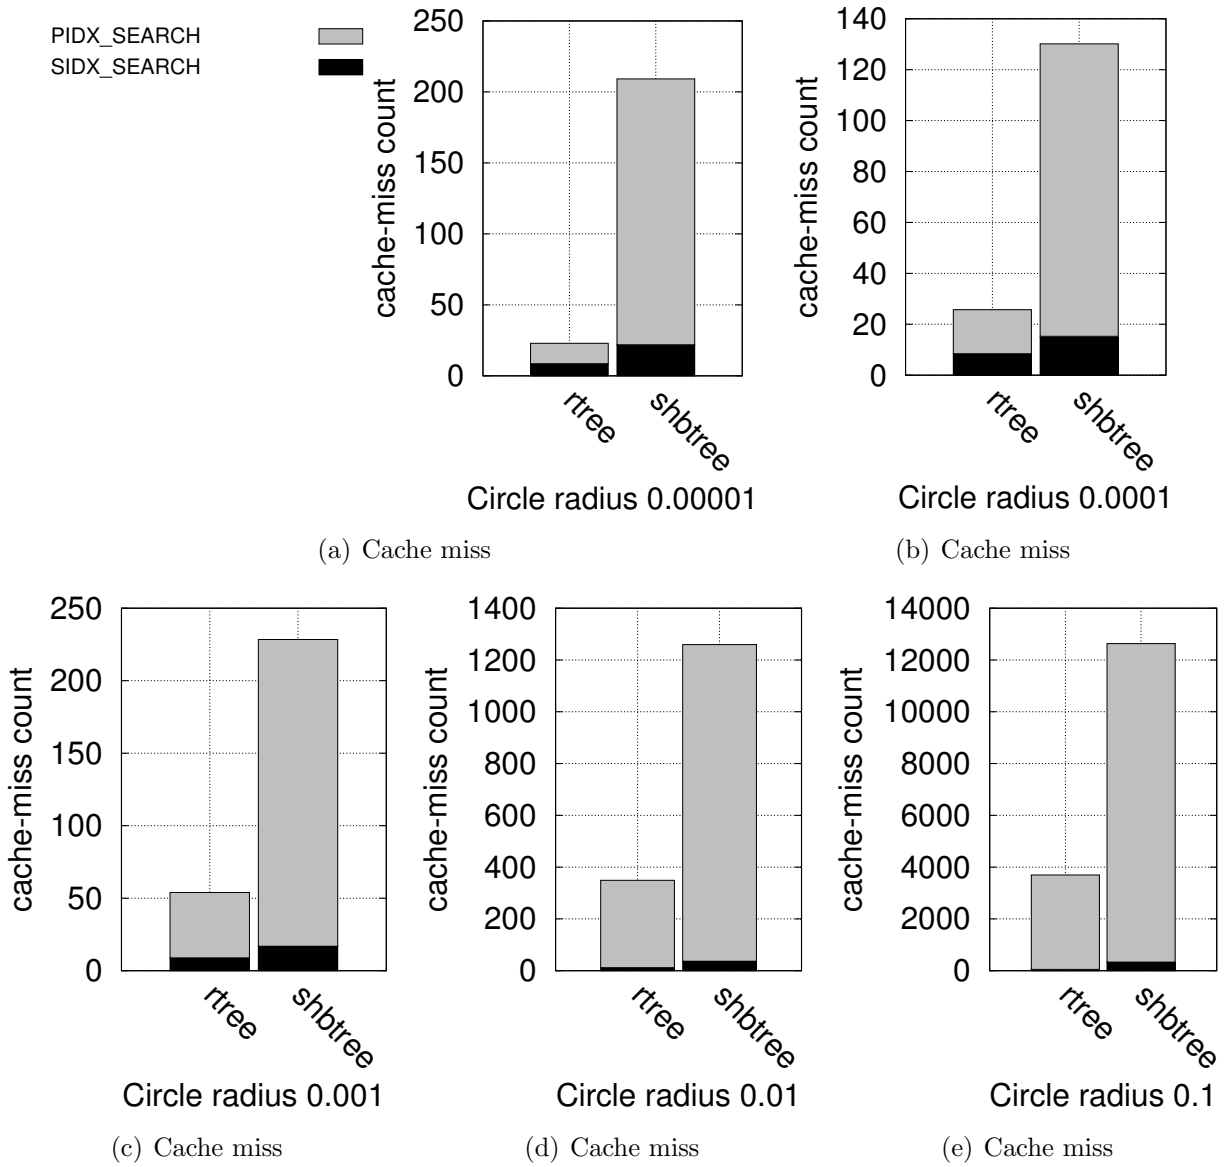 PIDX_SEARCH
SIDX_SEARCH
cache-miss count
250
200
150
100
50
0
rtree
shbtree
Circle radius 0.00001
(a) Cache miss
cache-miss count
140
120
100
80
60
40
20
0
rtree
shbtree
Circle radius 0.0001
(b) Cache miss
cache-miss count
250
200
150
100
50
0
rtree
shbtree
Circle radius 0.001
(c) Cache miss
cache-miss count
1400
1200
1000
800
600
400
200
0
rtree
shbtree
Circle radius 0.01
(d) Cache miss
cache-miss count
14000
12000
10000
8000
6000
4000
2000
0
rtree
shbtree
Circle radius 0.1
(e) Cache miss